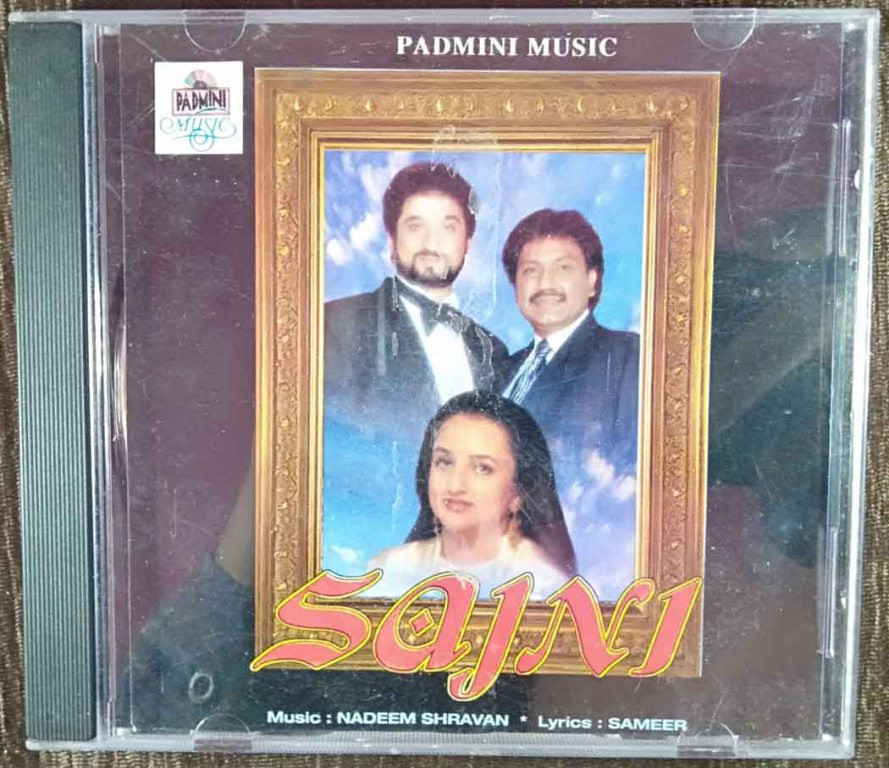 PADMINI MUSIC
PADMINI
MUSIC
SAJNI
Music : NADEEM SHRAVAN * Lyrics : SAMEER